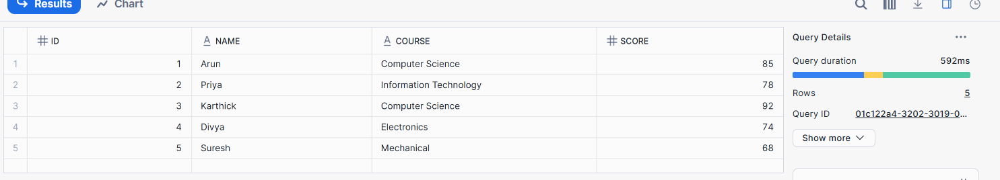 Results Chart
ID NAME COURSE SCORE
1 1 Arun Computer Science 85
2 2 Priya Information Technology 78
3 3 Karthick Computer Science 92
4 4 Divya Electronics 74
5 5 Suresh Mechanical 68
Query Details
Query duration 592ms
Rows 5
Query ID 01c122a4-3202-3019-0...
Show more